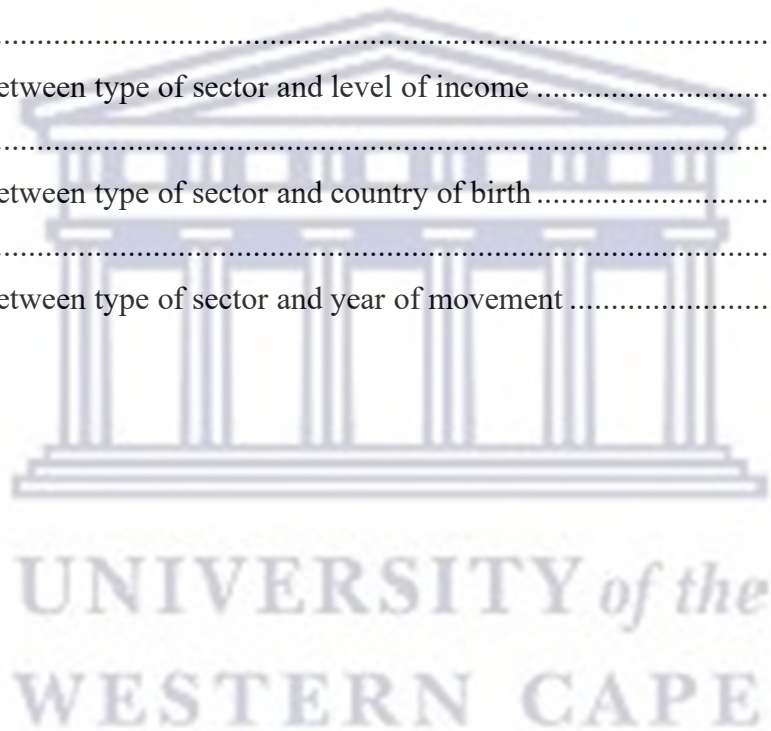 ................................................................................................
etween type of sector and level of income ............................
................................................................................................
etween type of sector and country of birth ............................
................................................................................................
etween type of sector and year of movement ........................
UNIVERSITY of the
WESTERN CAPE